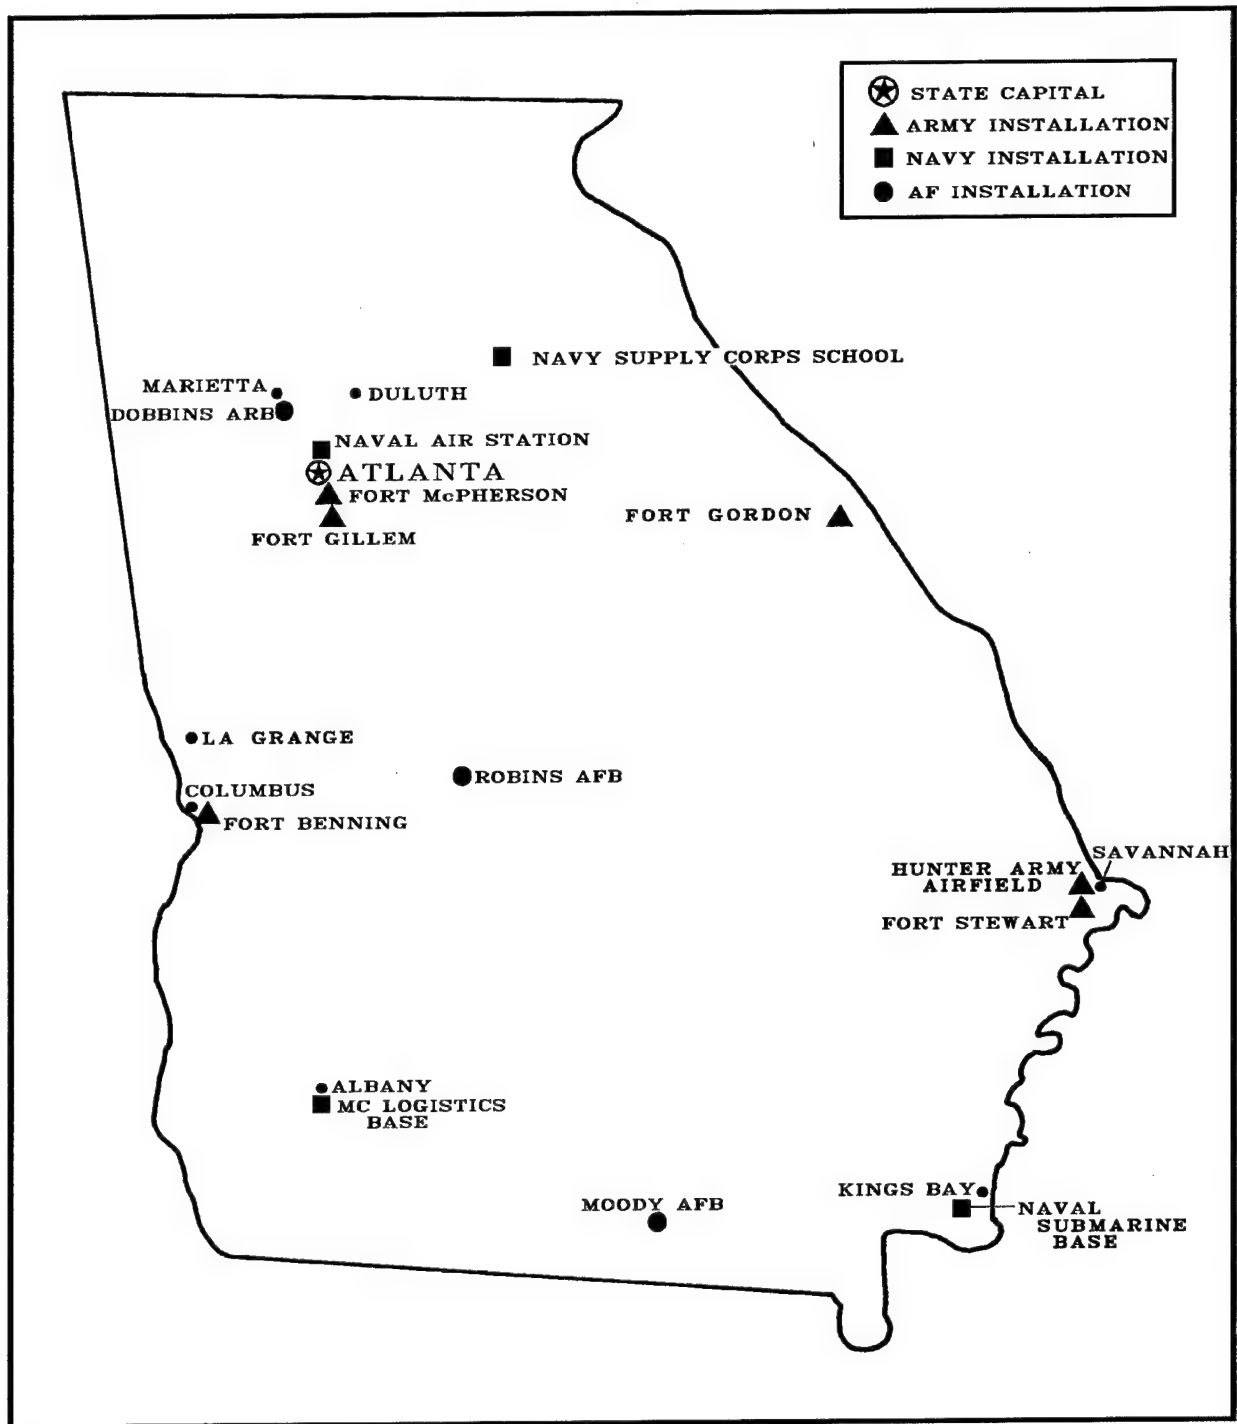 STATE CAPITAL
ARMY INSTALLATION
NAVY INSTALLATION
AF INSTALLATION
NAVY SUPPLY CORPS SCHOOL
MARIETTA
DULUTH
DOBBINS ARB
NAVAL AIR STATION
ATLANTA
FORT McPHERSON
FORT GORDON
FORT GILLEM
LA GRANGE
ROBINS AFB
COLUMBUS
FORT BENNING
SAVANNAH
HUNTER ARMY
AIRFIELD
FORT STEWART
ALBANY
MC LOGISTICS
BASE
KINGS BAY
MOODY AFB
NAVAL
SUBMARINE
BASE